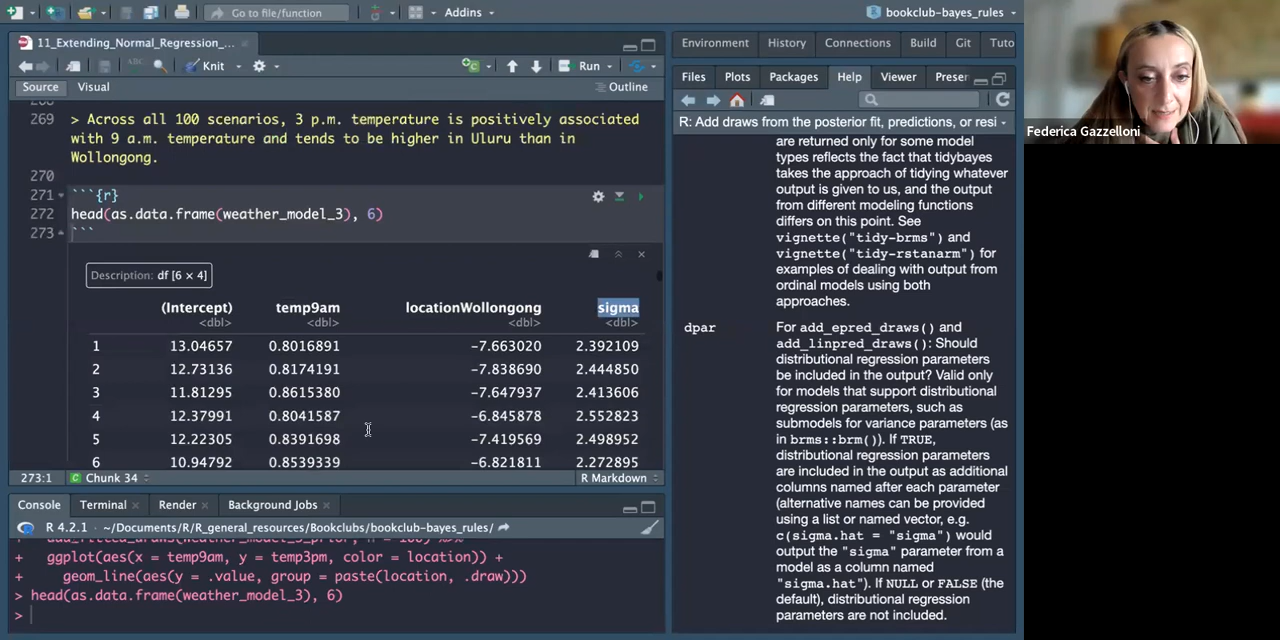 Go to file/function
Addins
bookclub-bayes_rules
11_Extending_Normal_Regression_...
Knit
Run
Source
Visual
Outline
269
> Across all 100 scenarios, 3 p.m. temperature is positively associated
with 9 a.m. temperature and tends to be higher in Uluru than in
Wollongong.
270
271
```{r}
272
head(as.data.frame(weather_model_3), 6)
273
```
Description: df [6 × 4]
(Intercept) temp9am locationWollongong sigma
<dbl> <dbl> <dbl> <dbl>
1 13.04657 0.8016891 -7.663020 2.392109
2 12.73136 0.8174191 -7.838690 2.444850
3 11.81295 0.8615380 -7.647937 2.413606
4 12.37991 0.8041587 -6.845878 2.552823
5 12.22305 0.8391698 -7.419569 2.498952
6 10.94792 0.8539339 -6.821811 2.272895
273:1
Chunk 34
R Markdown
Console
Terminal
Render
Background Jobs
R 4.2.1 · ~/Documents/R/R_general_resources/Bookclubs/bookclub-bayes_rules/
+ ggplot(aes(x = temp9am, y = temp3pm, color = location)) +
+ geom_line(aes(y = .value, group = paste(location, .draw)))
> head(as.data.frame(weather_model_3), 6)
>
Environment
History
Connections
Build
Git
Tuto
Files
Plots
Packages
Help
Viewer
Preser
R: Add draws from the posterior fit, predictions, or resi
are returned only for some model
types reflects the fact that tidybayes
takes the approach of tidying whatever
output is given to us, and the output
from different modeling functions
differs on this point. See
vignette("tidy-brms") and
vignette("tidy-rstanarm") for
examples of dealing with output from
ordinal models using both
approaches.
dpar
For add_epred_draws() and
add_linpred_draws(): Should
distributional regression parameters
be included in the output? Valid only
for models that support distributional
regression parameters, such as
submodels for variance parameters (as
in brms::brm()). If TRUE,
distributional regression parameters
are included in the output as additional
columns named after each parameter
(alternative names can be provided
using a list or named vector, e.g.
c(sigma.hat = "sigma") would
output the "sigma" parameter from a
model as a column named
"sigma.hat"). If NULL or FALSE (the
default), distributional regression
parameters are not included.
Federica Gazzelloni